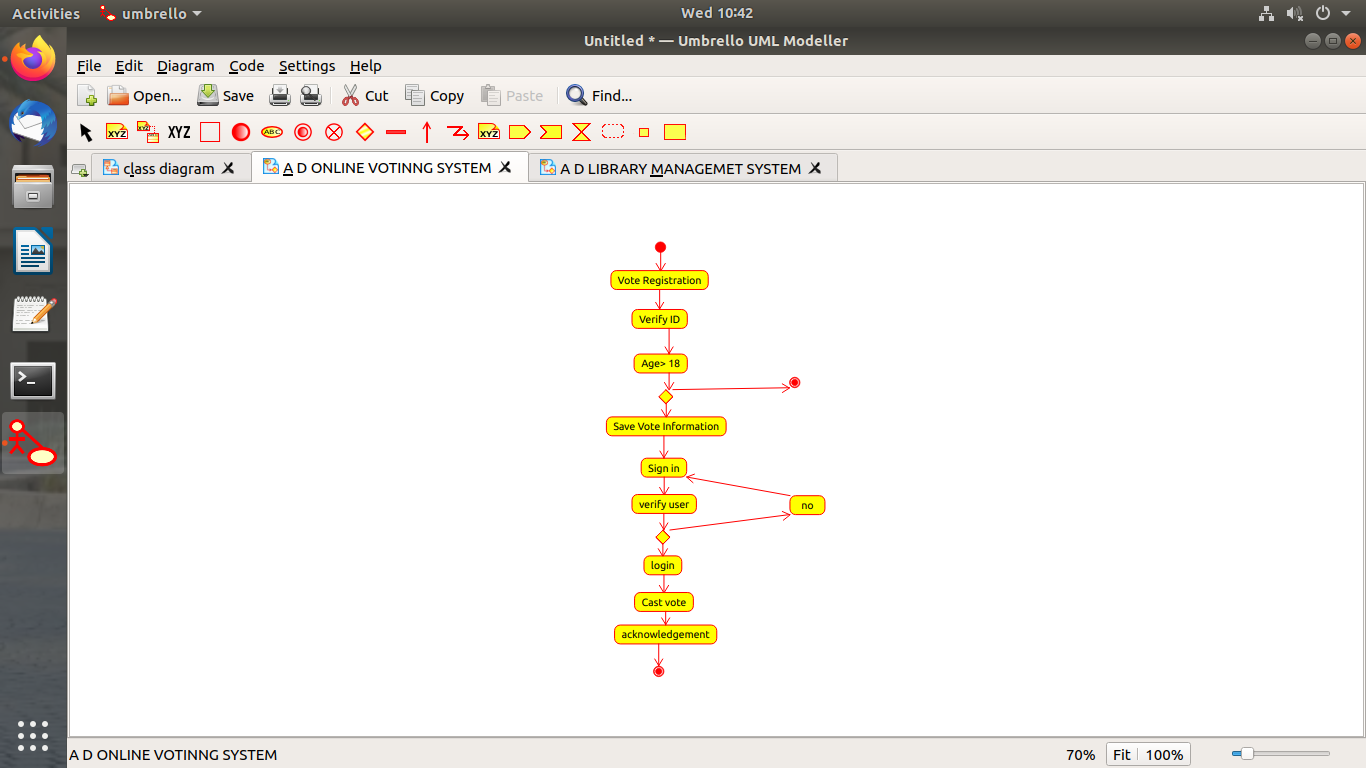 Activities umbrello Wed 10:42
Untitled * — Umbrello UML Modeller
File Edit Diagram Code Settings Help
Open... Save Cut Copy Paste Find...
XYZ XYZ XYZ ABC XYZ
class diagram A D ONLINE VOTINNG SYSTEM A D LIBRARY MANAGEMET SYSTEM
Vote Registration
Verify ID
Age> 18
Save Vote Information
Sign in
verify user
no
login
Cast vote
acknowledgement
A D ONLINE VOTINNG SYSTEM 70% Fit 100%